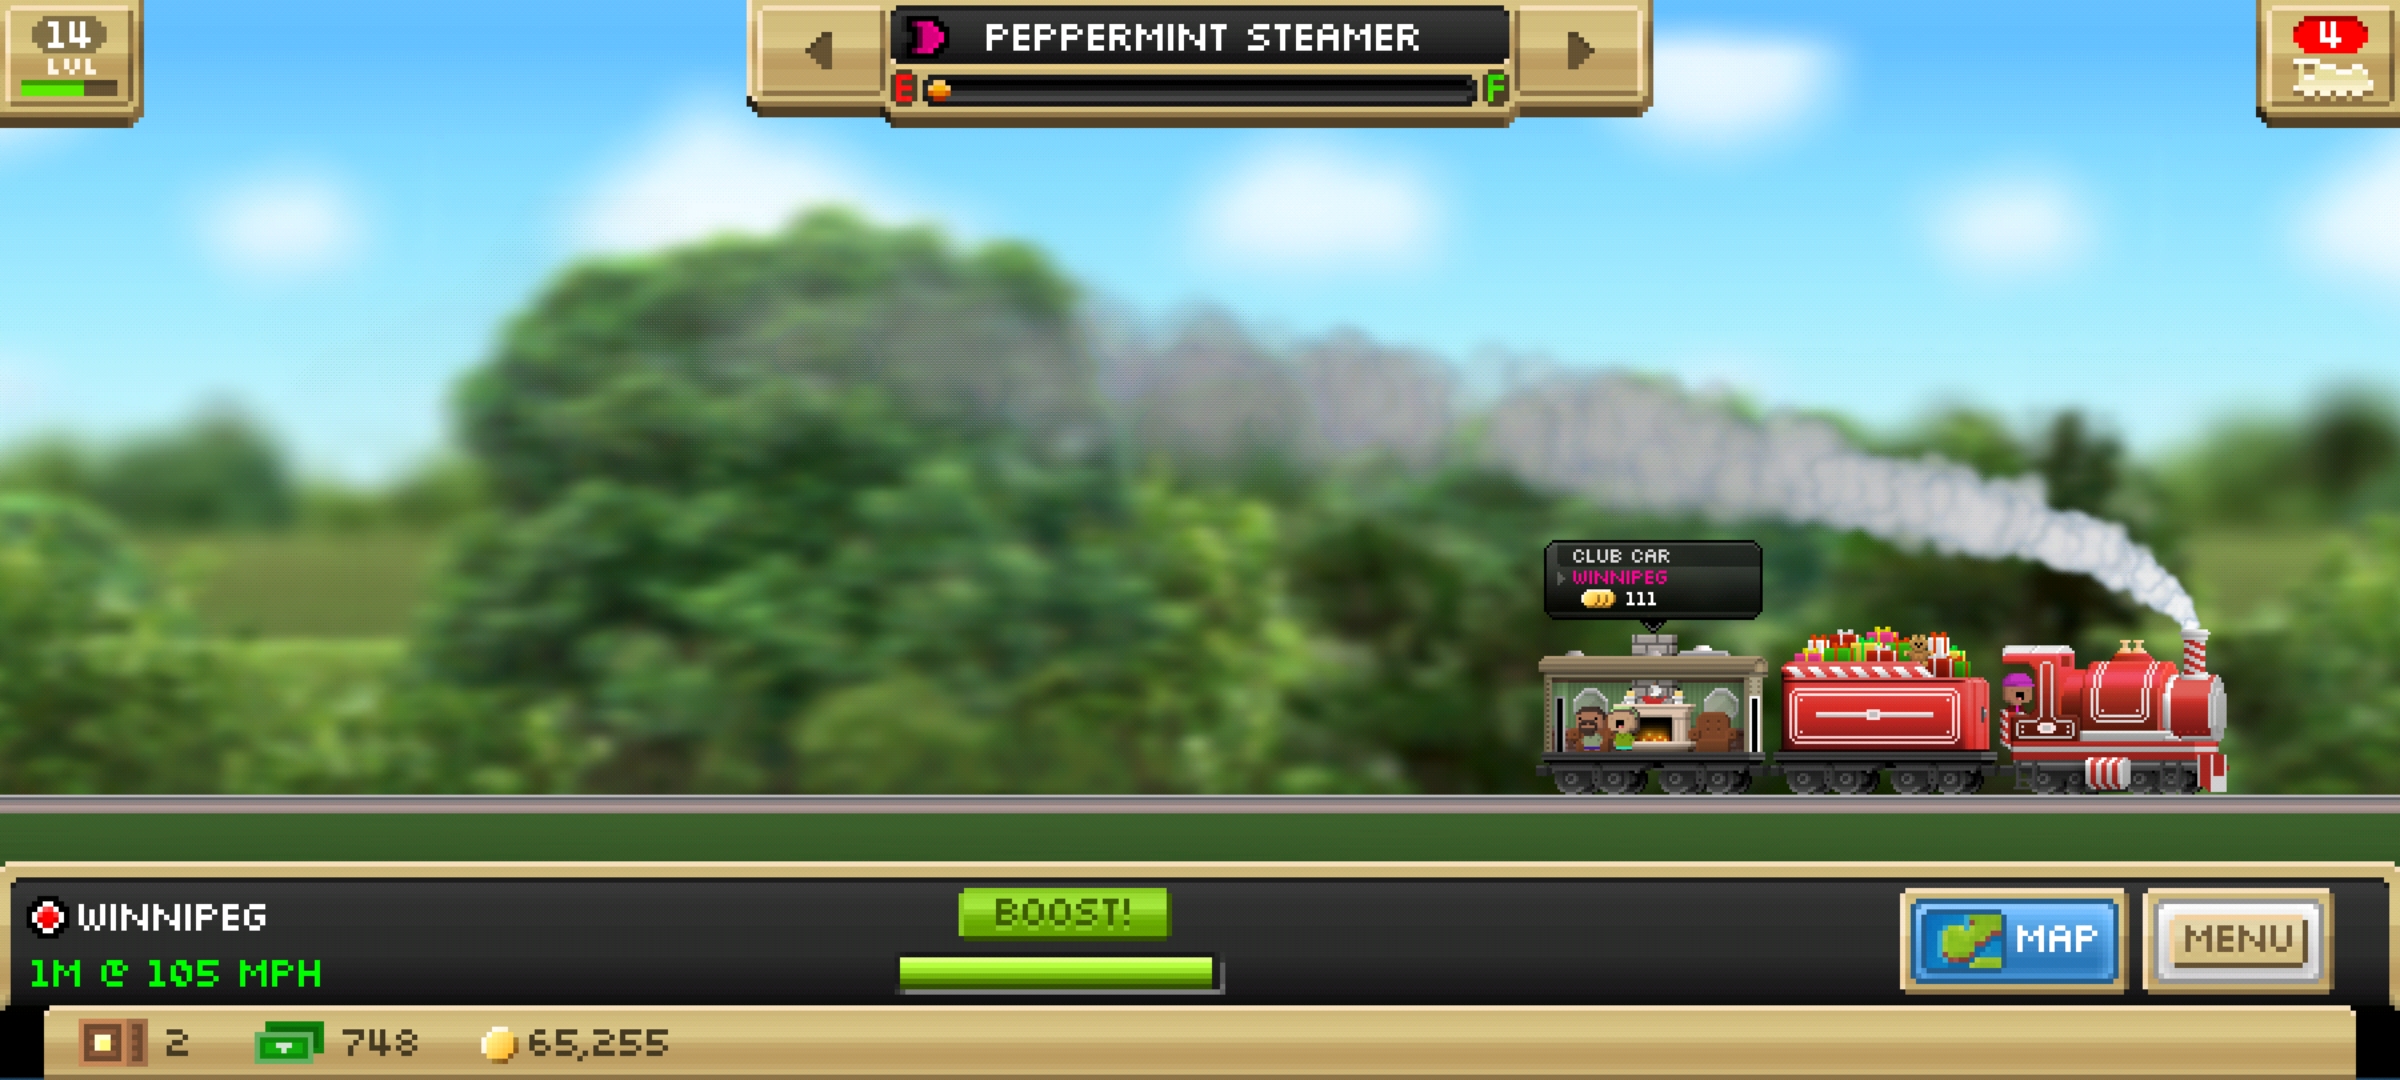 14
LVL
PEPPERMINT STEAMER
E F
4
CLUB CAR
WINNIPEG
111
WINNIPEG
1M @ 105 MPH
BOOST!
MAP
MENU
2
748
65,255